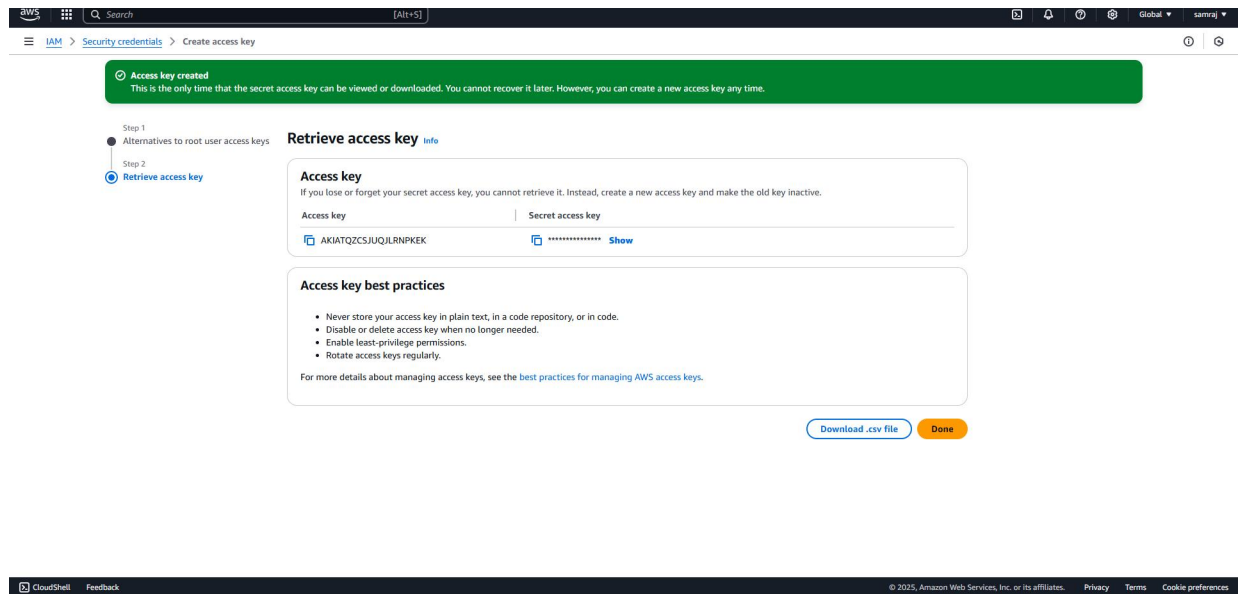 aws
Search [Alt+S] Global ▼ samraj ▼
IAM > Security credentials > Create access key
Access key created
This is the only time that the secret access key can be viewed or downloaded. You cannot recover it later. However, you can create a new access key any time.
Step 1
Alternatives to root user access keys
Step 2
Retrieve access key
Retrieve access key Info
Access key
If you lose or forget your secret access key, you cannot retrieve it. Instead, create a new access key and make the old key inactive.
Access key Secret access key
AKIATQZCSJUQJLRNPKEK *************** Show
Access key best practices
• Never store your access key in plain text, in a code repository, or in code.
• Disable or delete access key when no longer needed.
• Enable least-privilege permissions.
• Rotate access keys regularly.
For more details about managing access keys, see the best practices for managing AWS access keys.
Download .csv file Done
CloudShell Feedback © 2025, Amazon Web Services, Inc. or its affiliates. Privacy Terms Cookie preferences